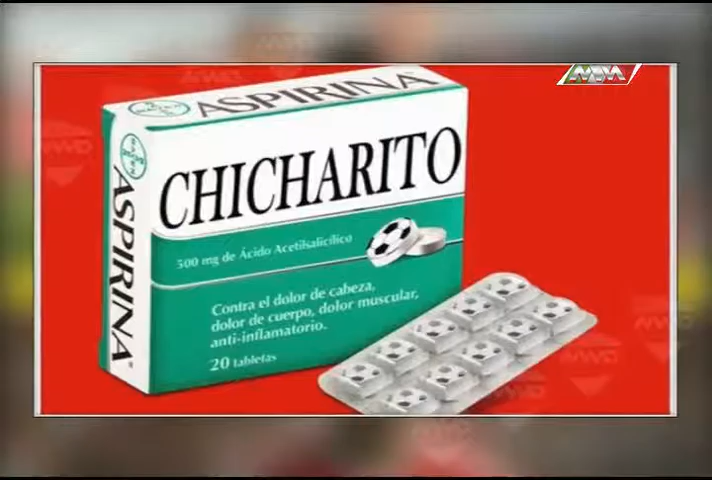 ASPIRINA
BAYER
CHICHARITO
ASPIRINA
500 mg de Ácido Acetilsalicílico
Contra el dolor de cabeza,
dolor de cuerpo, dolor muscular,
anti-inflamatorio.
20 tabletas